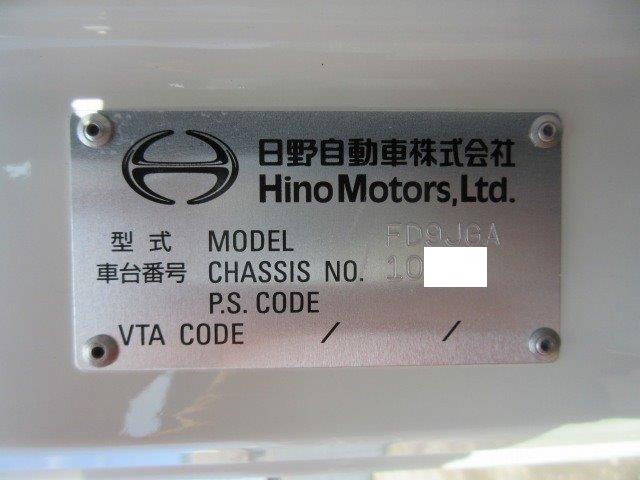 日野自動車株式会社
Hino Motors, Ltd.
型式 MODEL FD9JGA
車台番号 CHASSIS NO. 10
P.S. CODE
VTA CODE / /